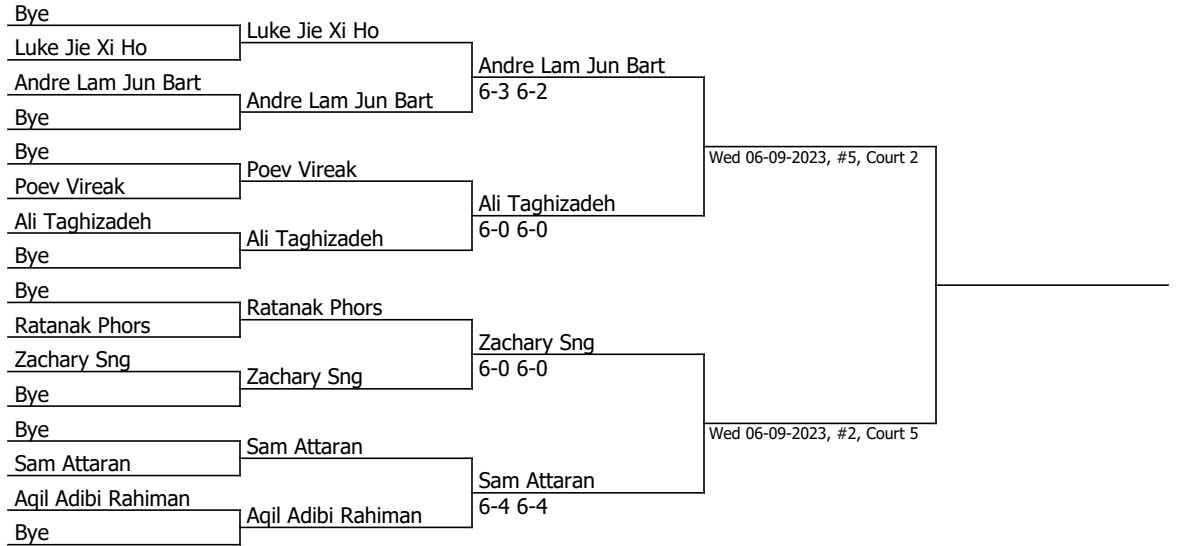 Bye
Luke Jie Xi Ho
Andre Lam Jun Bart
Bye
Bye
Poev Vireak
Ali Taghizadeh
Bye
Bye
Ratanak Phors
Zachary Sng
Bye
Bye
Sam Attaran
Aqil Adibi Rahiman
Bye
Luke Jie Xi Ho
Andre Lam Jun Bart
Poev Vireak
Ali Taghizadeh
Ratanak Phors
Zachary Sng
Sam Attaran
Aqil Adibi Rahiman
Andre Lam Jun Bart
6-3 6-2
Ali Taghizadeh
6-0 6-0
Zachary Sng
6-0 6-0
Sam Attaran
6-4 6-4
Wed 06-09-2023, #5, Court 2
Wed 06-09-2023, #2, Court 5